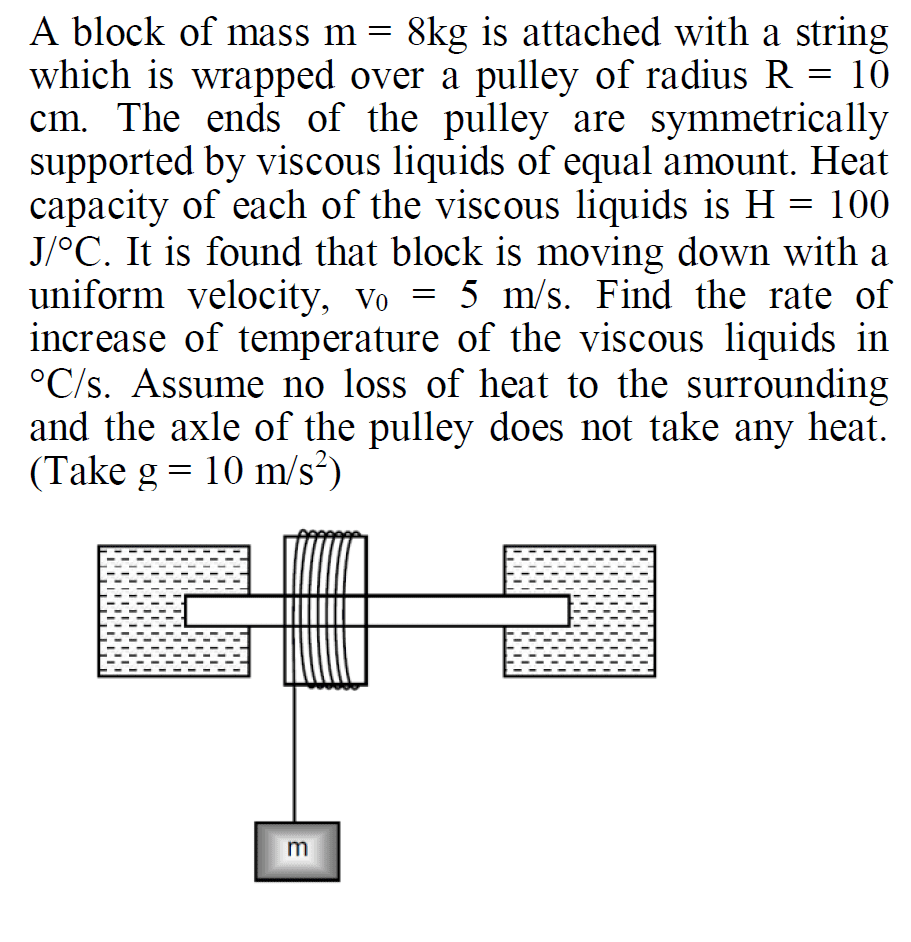 A block of mass m = 8kg is attached with a string
which is wrapped over a pulley of radius R = 10
cm. The ends of the pulley are symmetrically
supported by viscous liquids of equal amount. Heat
capacity of each of the viscous liquids is H = 100
J/°C. It is found that block is moving down with a
uniform velocity, v₀ = 5 m/s. Find the rate of
increase of temperature of the viscous liquids in
°C/s. Assume no loss of heat to the surrounding
and the axle of the pulley does not take any heat.
(Take g = 10 m/s²)
m